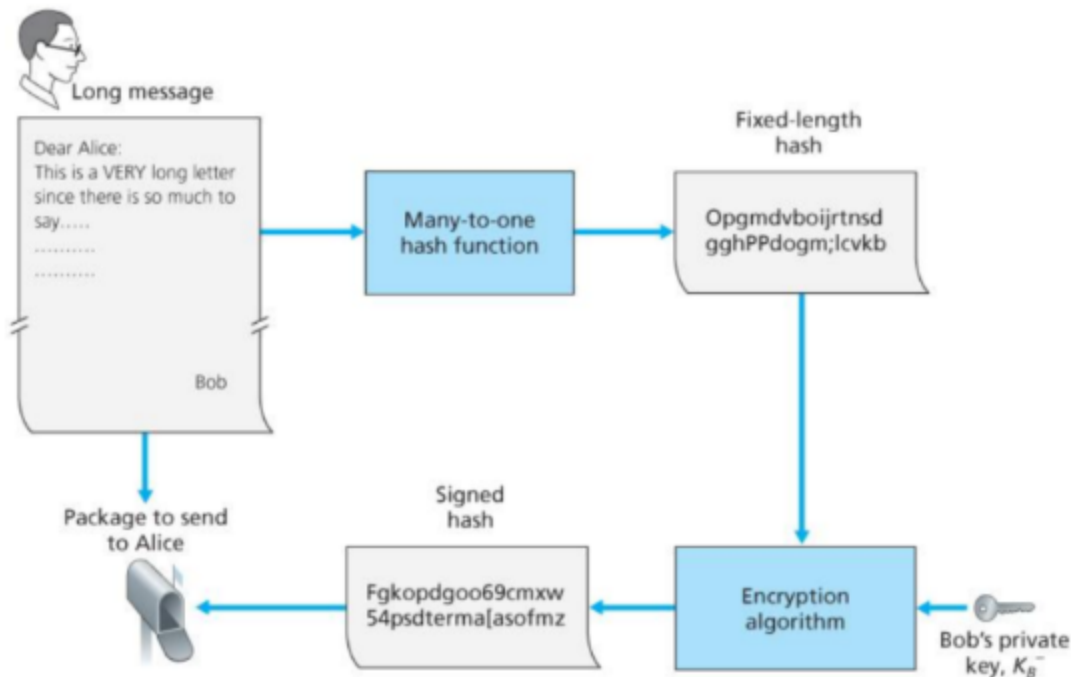 Long message
Dear Alice:
This is a VERY long letter
since there is so much to
say.....
..........
..........
Bob
Many-to-one
hash function
Fixed-length
hash
Opgmdvboijrtnsd
gghPPdogm;lcvkb
Package to send
to Alice
Signed
hash
Fgkopdgoo69cmxw
54psdterma[asofmz
Encryption
algorithm
Bob's private
key, K_B^-